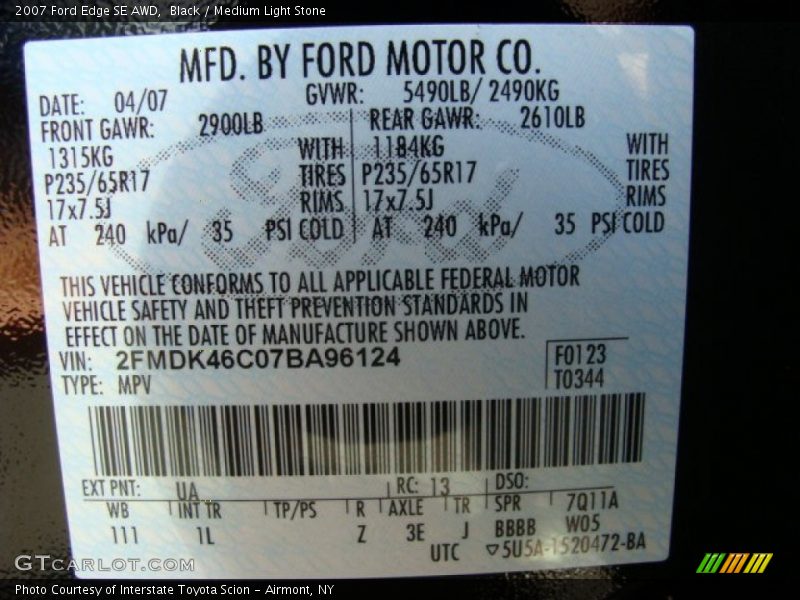 2007 Ford Edge SE AWD,  Black / Medium Light Stone
MFD. BY FORD MOTOR CO.
DATE: 04/07 GVWR: 5490LB/ 2490KG
FRONT GAWR: 2900LB REAR GAWR: 2610LB
1315KG WITH 1184KG WITH
P235/65R17 TIRES P235/65R17 TIRES
17x7.5J RIMS 17x7.5J RIMS
AT 240 kPa/ 35 PSI COLD AT 240 kPa/ 35 PSI COLD
Ford
THIS VEHICLE CONFORMS TO ALL APPLICABLE FEDERAL MOTOR
VEHICLE SAFETY AND THEFT PREVENTION STANDARDS IN
EFFECT ON THE DATE OF MANUFACTURE SHOWN ABOVE.
VIN: 2FMDK46C07BA96124 F0123
TYPE: MPV T0344
EXT PNT: UA RC: 13 DSO:
WB INT TR TP/PS R AXLE TR SPR 7Q11A
111 1L Z 3E J BBBB W05
UTC ▽5U5A-1520472-BA
GTCarLot.com
Photo Courtesy of Interstate Toyota Scion - Airmont, NY